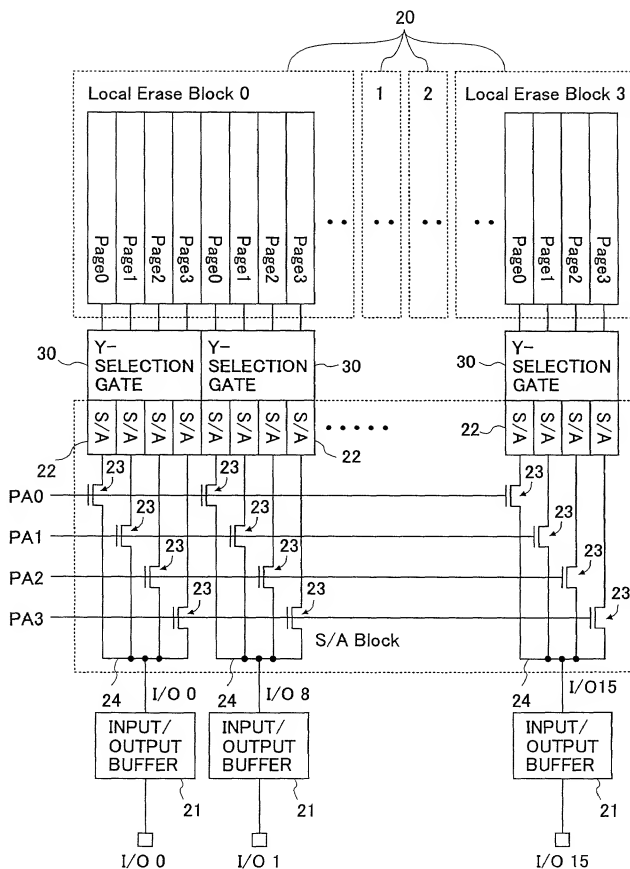 20
Local Erase Block 0
1
2
Local Erase Block 3
Page0
Page1
Page2
Page3
Page0
Page1
Page2
Page3
Page0
Page1
Page2
Page3
30
Y-
SELECTION
GATE
Y-
SELECTION
GATE
30
30
Y-
SELECTION
GATE
S/A
S/A
S/A
S/A
S/A
S/A
S/A
S/A
S/A
S/A
S/A
S/A
22
22
22
PA0
23
23
23
PA1
23
23
23
PA2
23
23
23
PA3
23
23
23
S/A Block
24
I/O 0
24
I/O 8
24
I/O15
INPUT/
OUTPUT
BUFFER
INPUT/
OUTPUT
BUFFER
INPUT/
OUTPUT
BUFFER
21
21
21
I/O 0
I/O 1
I/O 15